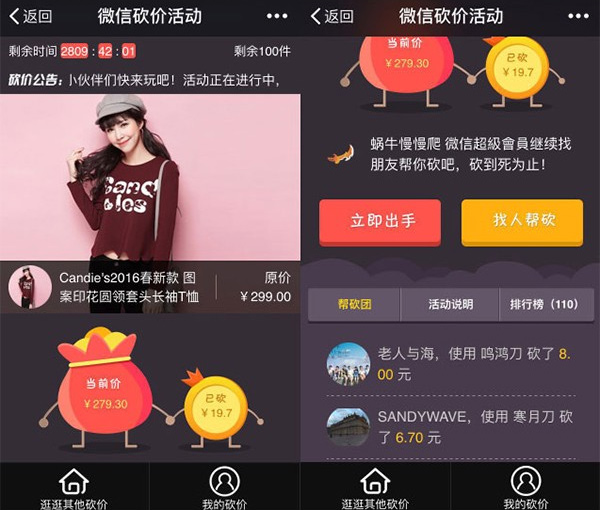 返回
微信砍价活动
剩余时间 2809 : 42 : 01
剩余100件
砍价公告：小伙伴们快来玩吧！活动正在进行中，
Candie's2016春新款 图
案印花圆领套头长袖T恤
原价
￥299.00
当前价
￥279.30
已砍
￥19.7
逛逛其他砍价
我的砍价
返回
微信砍价活动
当前价
￥279.30
已砍
￥19.7
蜗牛慢慢爬 微信超級會員继续找
朋友帮你砍吧，砍到死为止！
立即出手
找人帮砍
帮砍团
活动说明
排行榜（110）
老人与海，使用 鸣鸿刀 砍了 8.
00 元
SANDYWAVE，使用 寒月刀 砍
了 6.70 元
逛逛其他砍价
我的砍价